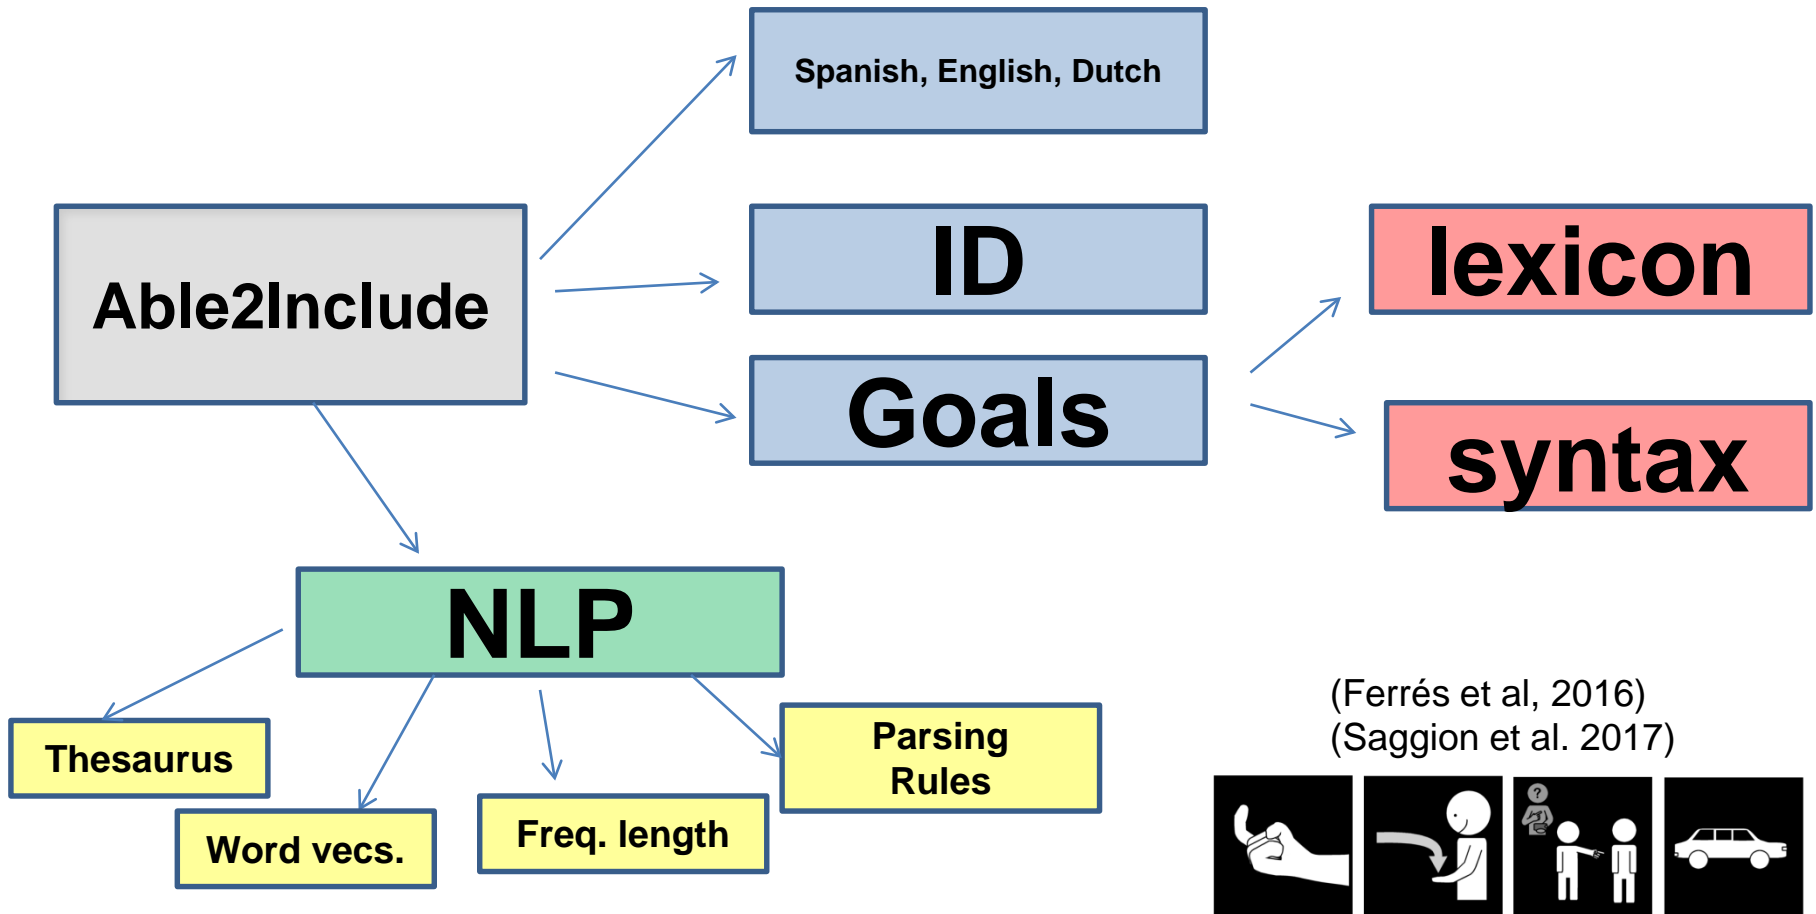 Spanish, English, Dutch
Able2Include
ID
lexicon
Goals
syntax
NLP
Thesaurus
Word vecs.
Freq. length
Parsing
Rules
(Ferrés et al, 2016)
(Saggion et al. 2017)
?